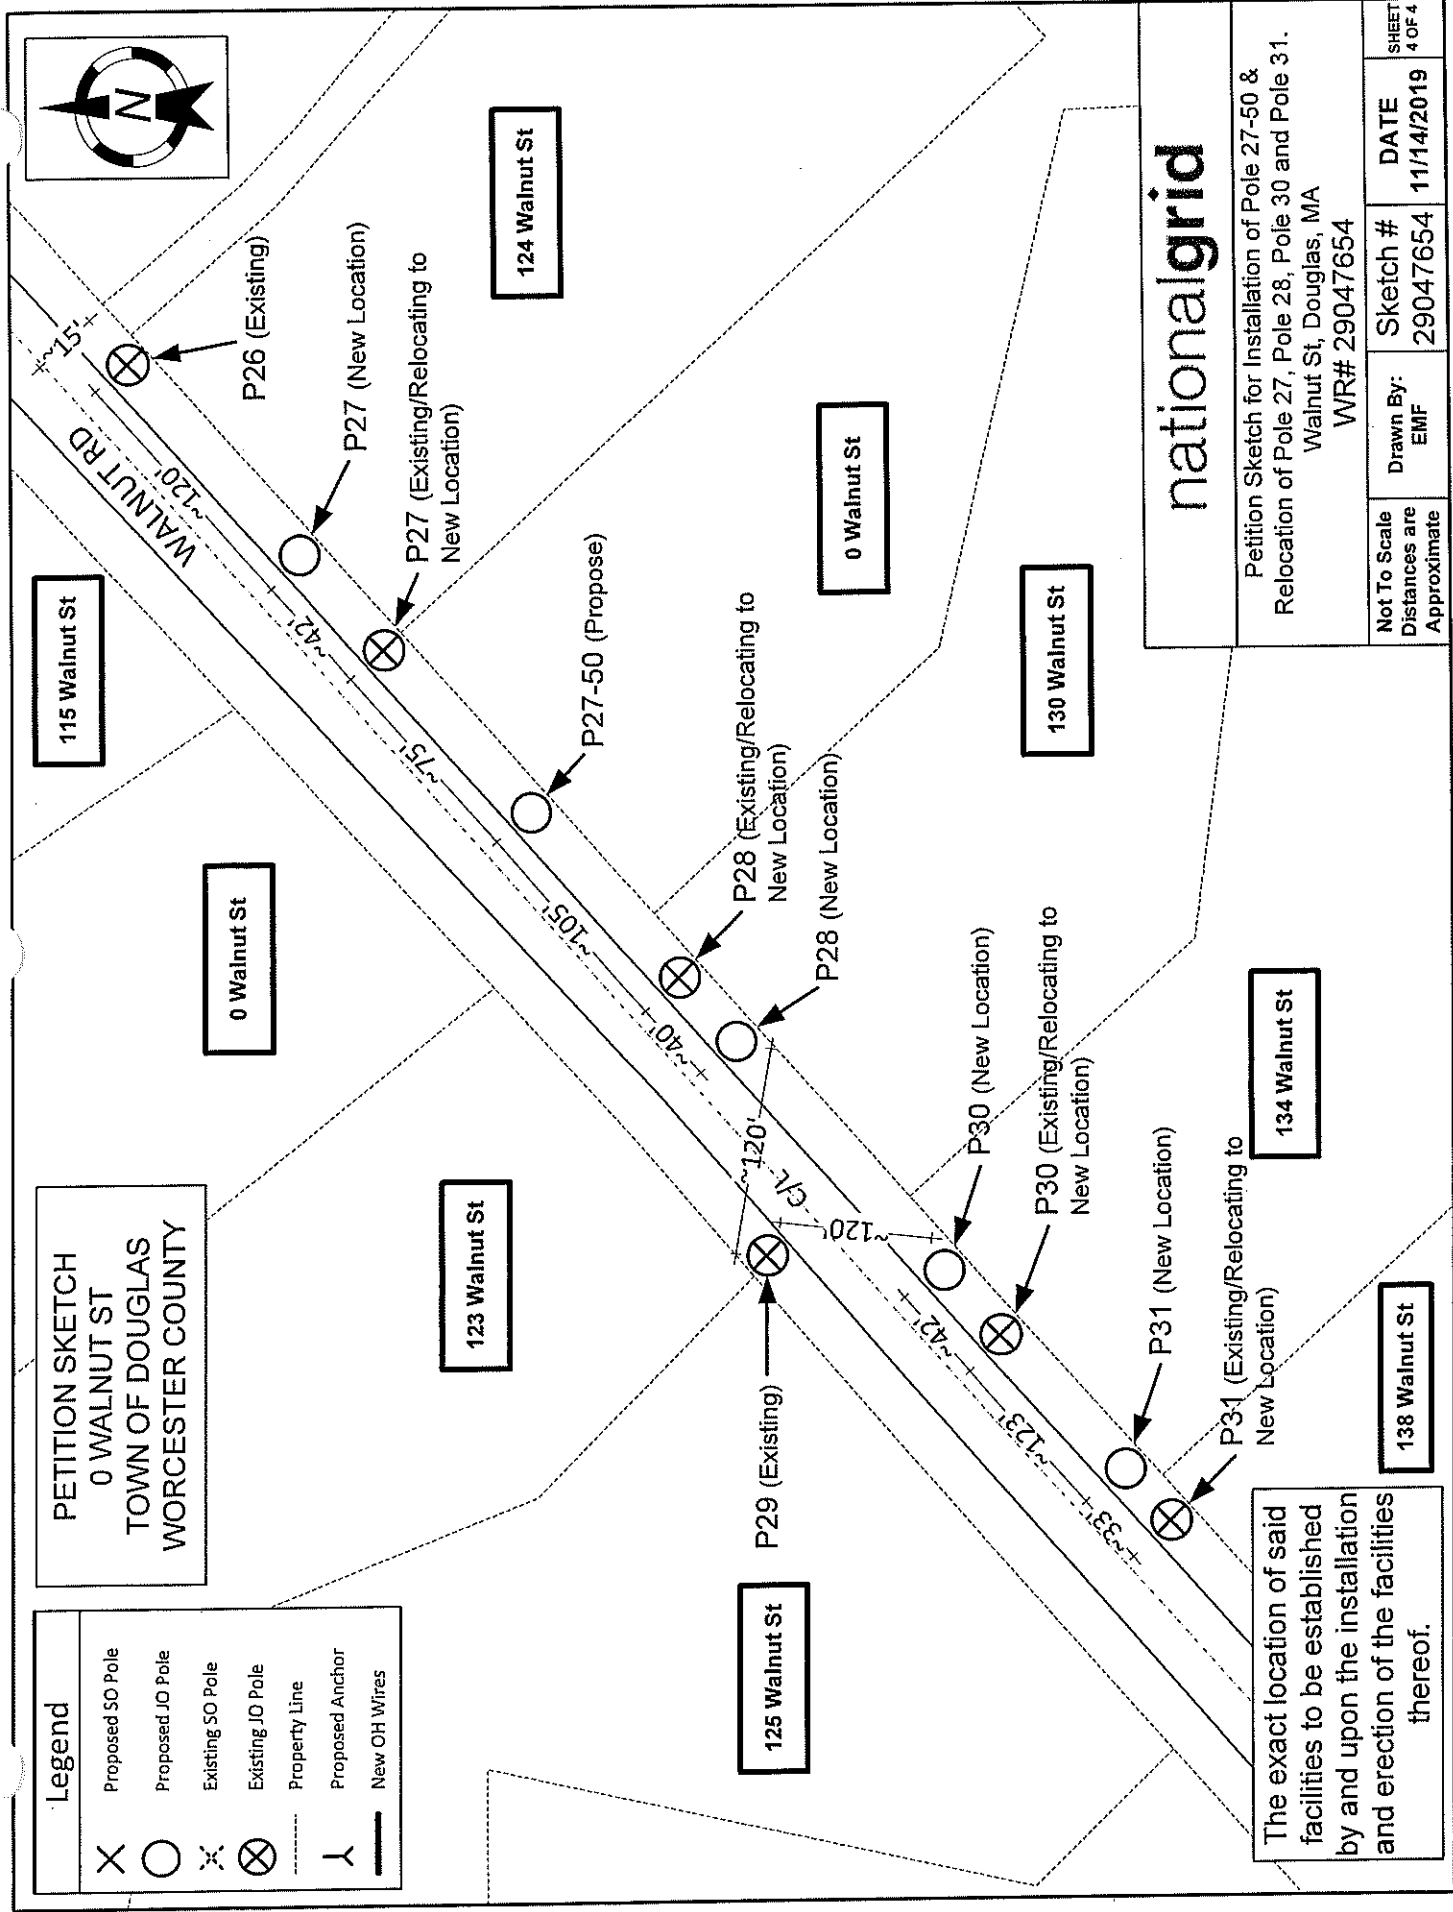 PETITION SKETCH
0 WALNUT ST
TOWN OF DOUGLAS
WORCESTER COUNTY
Legend
Proposed SO Pole
Proposed JO Pole
Existing SO Pole
Existing JO Pole
Property Line
Proposed Anchor
New OH Wires
N
115 Walnut St
0 Walnut St
123 Walnut St
125 Walnut St
124 Walnut St
0 Walnut St
130 Walnut St
134 Walnut St
138 Walnut St
WALNUT RD
C/L
~15'
~120'
~42'
~75'
~105'
~40'
~120'
~120'
~42'
~123'
~33'
P26 (Existing)
P27 (New Location)
P27 (Existing/Relocating to
New Location)
P27-50 (Propose)
P28 (Existing/Relocating to
New Location)
P28 (New Location)
P29 (Existing)
P30 (New Location)
P30 (Existing/Relocating to
New Location)
P31 (New Location)
P31 (Existing/Relocating to
New Location)
The exact location of said
facilities to be established
by and upon the installation
and erection of the facilities
thereof.
nationalgrid
Petition Sketch for Installation of Pole 27-50 &
Relocation of Pole 27, Pole 28, Pole 30 and Pole 31.
Walnut St, Douglas, MA
WR# 29047654
Not To Scale
Distances are
Approximate
Drawn By:
EMF
Sketch #
29047654
DATE
11/14/2019
SHEET
4 OF 4